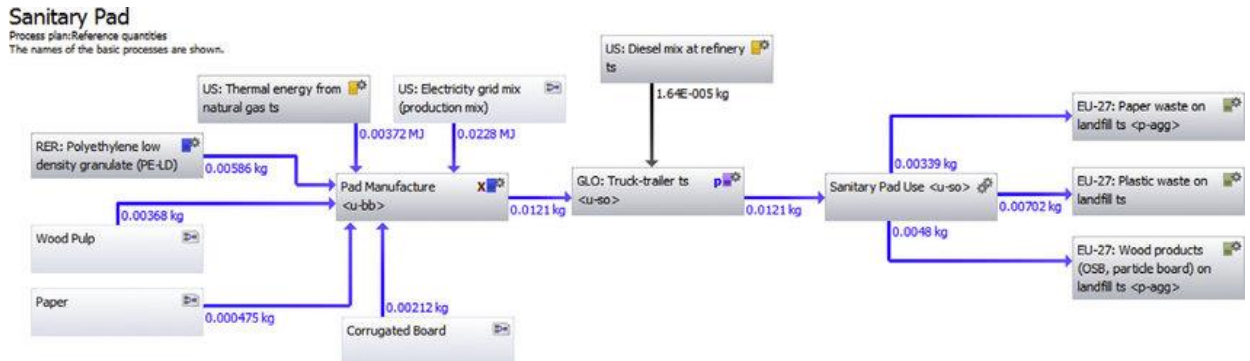 Sanitary Pad
Process plan:Reference quantities
The names of the basic processes are shown.
US: Thermal energy from
natural gas ts
US: Electricity grid mix
(production mix)
US: Diesel mix at refinery
ts
0.00372 MJ
0.0228 MJ
1.64E-005 kg
RER: Polyethylene low
density granulate (PE-LD)
0.00586 kg
Pad Manufacture
<u-bb>
X
0.0121 kg
GLO: Truck-trailer ts
<u-so>
p
0.0121 kg
Sanitary Pad Use <u-so>
0.00339 kg
EU-27: Paper waste on
landfill ts <p-agg>
0.00702 kg
EU-27: Plastic waste on
landfill ts
0.0048 kg
EU-27: Wood products
(OSB, particle board) on
landfill ts <p-agg>
0.00368 kg
Wood Pulp
Paper
0.000475 kg
0.00212 kg
Corrugated Board